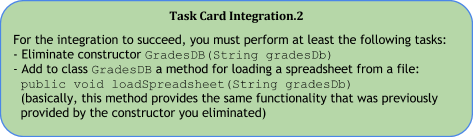 Task Card Integration.2
For the integration to succeed, you must perform at least the following tasks:
- Eliminate constructor GradesDB(String gradesDb)
- Add to class GradesDB a method for loading a spreadsheet from a file:
public void loadSpreadsheet(String gradesDb)
(basically, this method provides the same functionality that was previously
provided by the constructor you eliminated)